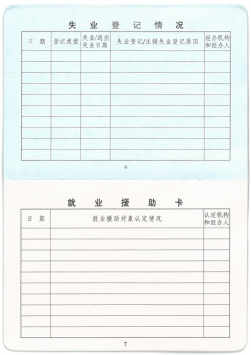 失业登记情况
日期 登记类型 失业/退出失业日期 失业登记/注销失业登记原因 经办机构和经办人
6
就业援助卡
日期 就业援助对象认定情况 认定机构和经办人
7